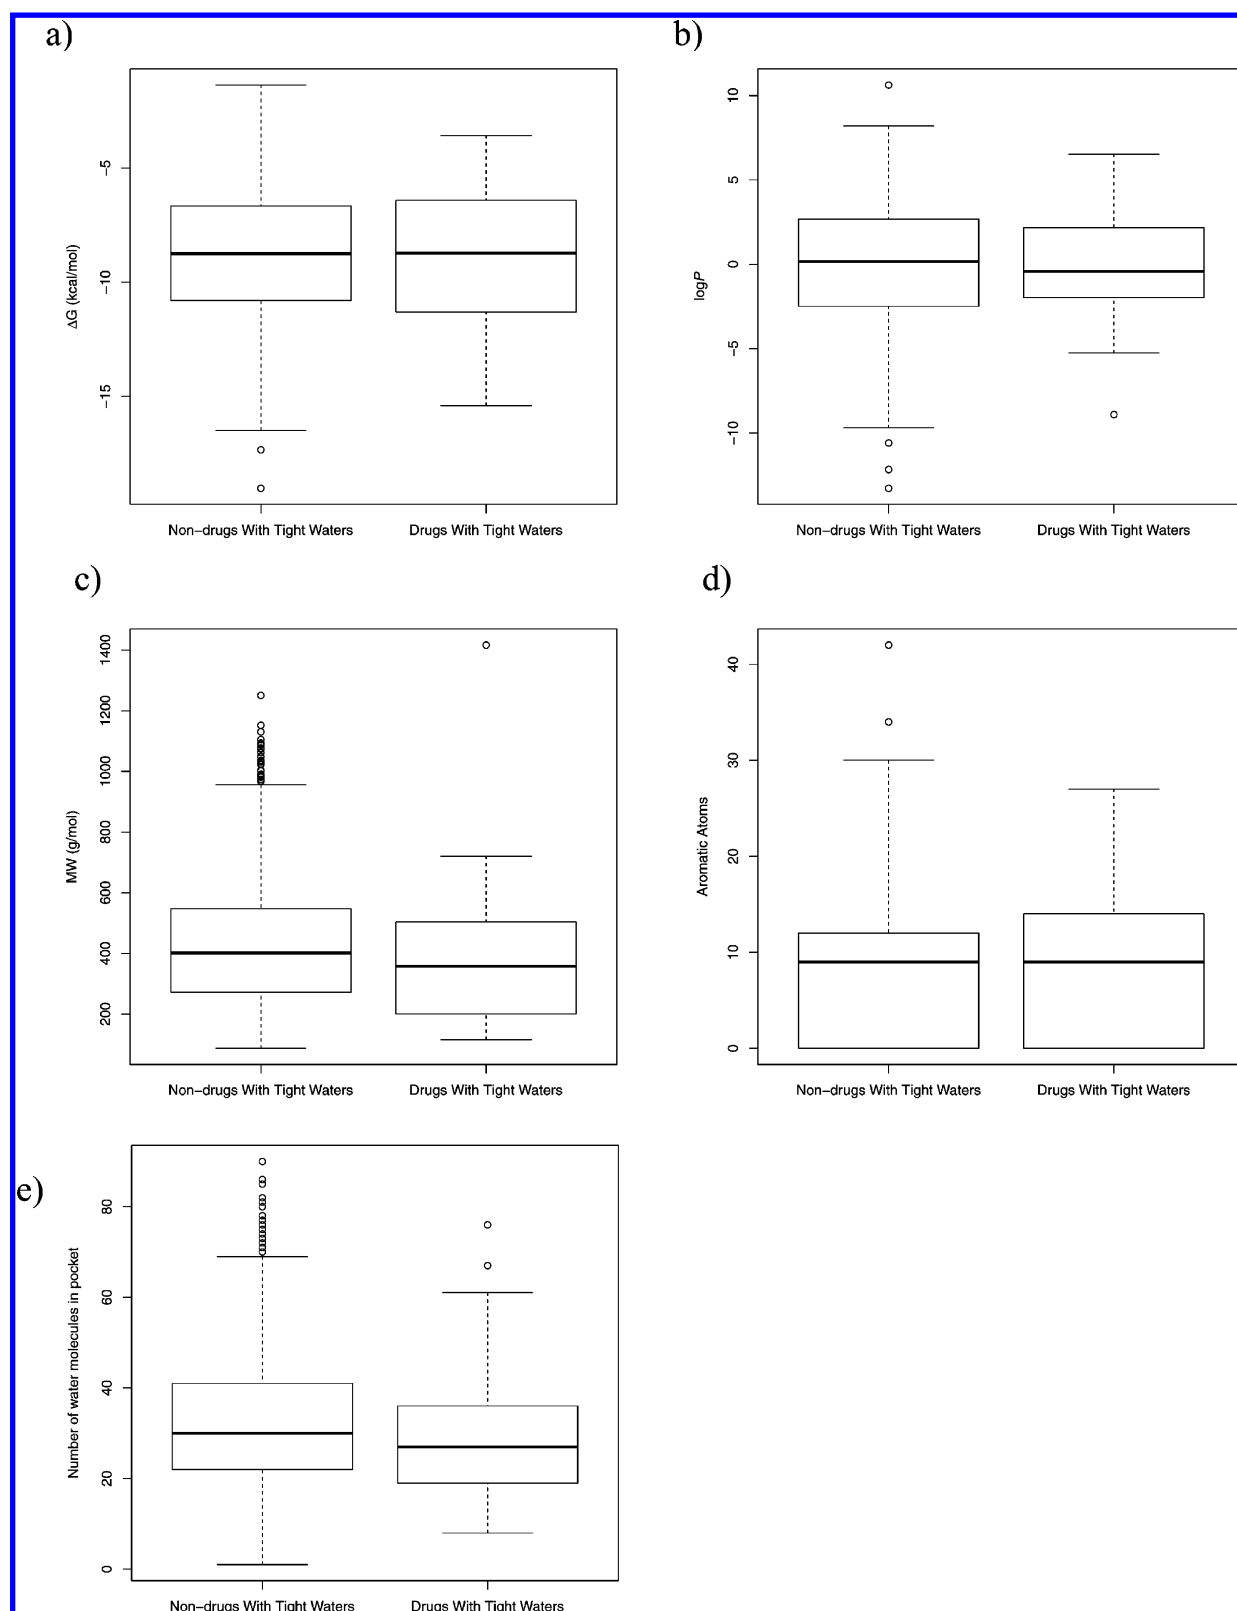 a)
ΔG (kcal/mol)
−5
−10
−15
Non−drugs With Tight Waters
Drugs With Tight Waters
b)
logP
10
5
0
−5
−10
Non−drugs With Tight Waters
Drugs With Tight Waters
c)
MW (g/mol)
1400
1200
1000
800
600
400
200
Non−drugs With Tight Waters
Drugs With Tight Waters
d)
Aromatic Atoms
40
30
20
10
0
Non−drugs With Tight Waters
Drugs With Tight Waters
e)
Number of water molecules in pocket
80
60
40
20
0
Non−drugs With Tight Waters
Drugs With Tight Waters